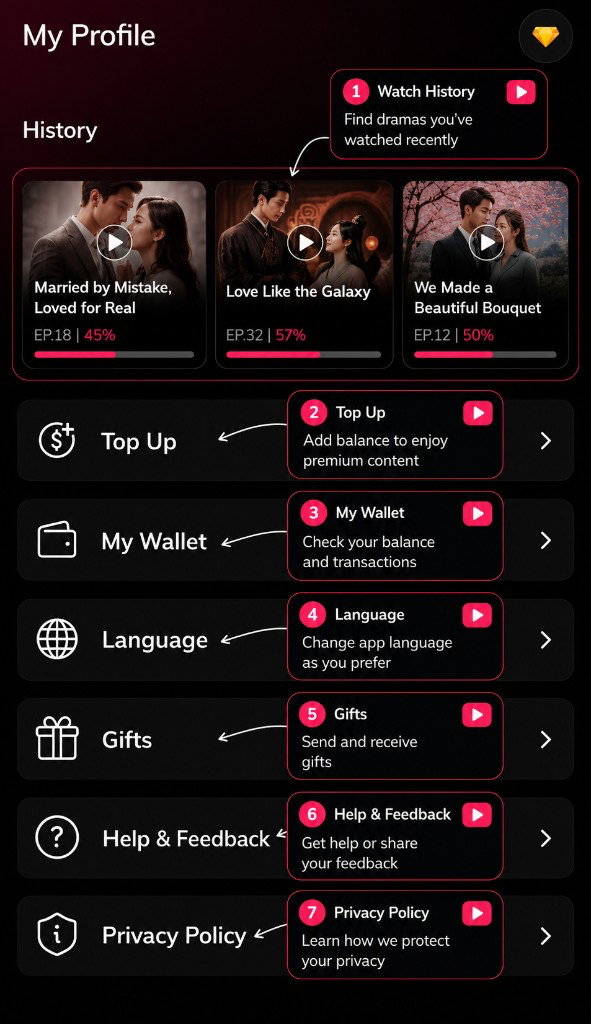 My Profile
1 Watch History
Find dramas you've
watched recently
History
Married by Mistake,
Loved for Real
EP.18 | 45%
Love Like the Galaxy
EP.32 | 57%
We Made a
Beautiful Bouquet
EP.12 | 50%
Top Up
2 Top Up
Add balance to enjoy
premium content
My Wallet
3 My Wallet
Check your balance
and transactions
Language
4 Language
Change app language
as you prefer
Gifts
5 Gifts
Send and receive
gifts
Help & Feedback
6 Help & Feedback
Get help or share
your feedback
Privacy Policy
7 Privacy Policy
Learn how we protect
your privacy